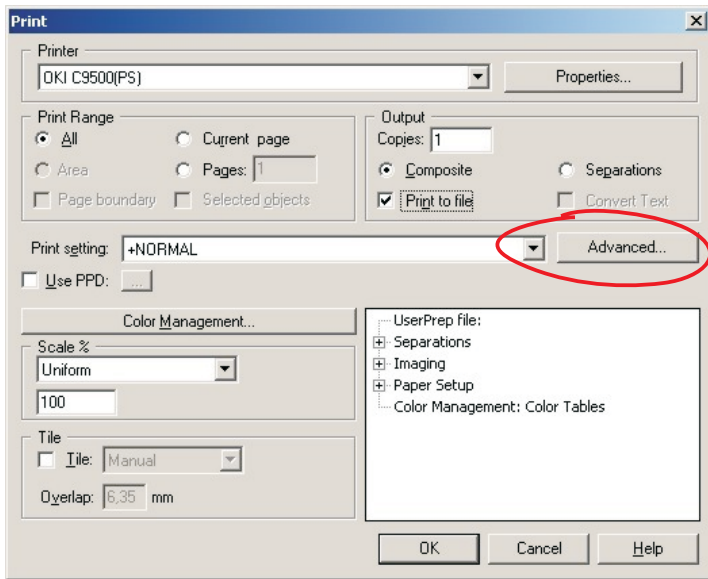 Print
Printer
OKI C9500(PS)
Properties...
Print Range
All
Current page
Area
Pages: 1
Page boundary
Selected objects
Output
Copies: 1
Composite
Separations
Print to file
Convert Text
Print setting: +NORMAL
Advanced...
Use PPD: ...
Color Management...
Scale %
Uniform
100
Tile
Tile: Manual
Overlap: 6,35 mm
UserPrep file:
Separations
Imaging
Paper Setup
Color Management: Color Tables
OK
Cancel
Help